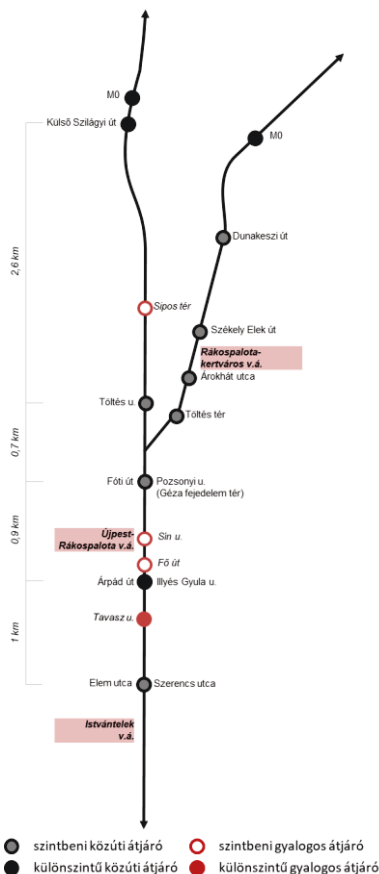 M0
Külső Szilágyi út
M0
Dunakeszi út
2,6 km
Sipos tér
Székely Elek út
Rákospalota-
kertváros v.á.
Árokhát utca
Töltés u.
Töltés tér
0,7 km
Fóti út
Pozsonyi u.
(Géza fejedelem tér)
0,9 km
Újpest-
Rákospalota v.á.
Sín u.
Fő út
Árpád út
Illyés Gyula u.
Tavasz u.
1 km
Elem utca
Szerencs utca
Istvántelek
v.á.
szintbeni közúti átjáró
szintbeni gyalogos átjáró
különszintű közúti átjáró
különszintű gyalogos átjáró